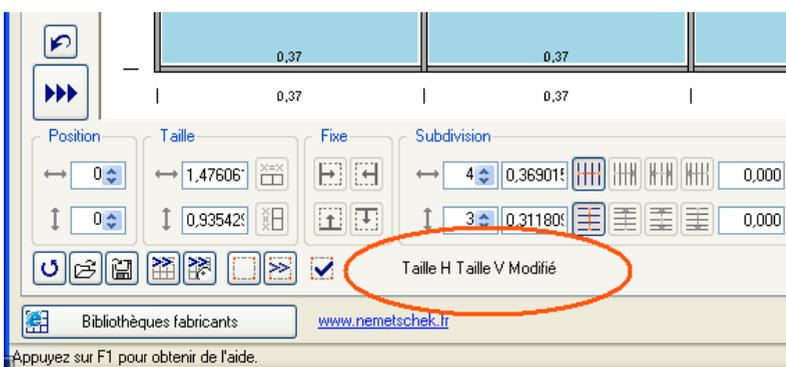 0,37 0,37
0,37 0,37
Position Taille Fixe Subdivision
0 1,47606 4 0,369015 0,000
0 0,935429 3 0,311809 0,000
Taille H Taille V Modifié
Bibliothèques fabricants www.nemetschek.fr
Appuyez sur F1 pour obtenir de l'aide.